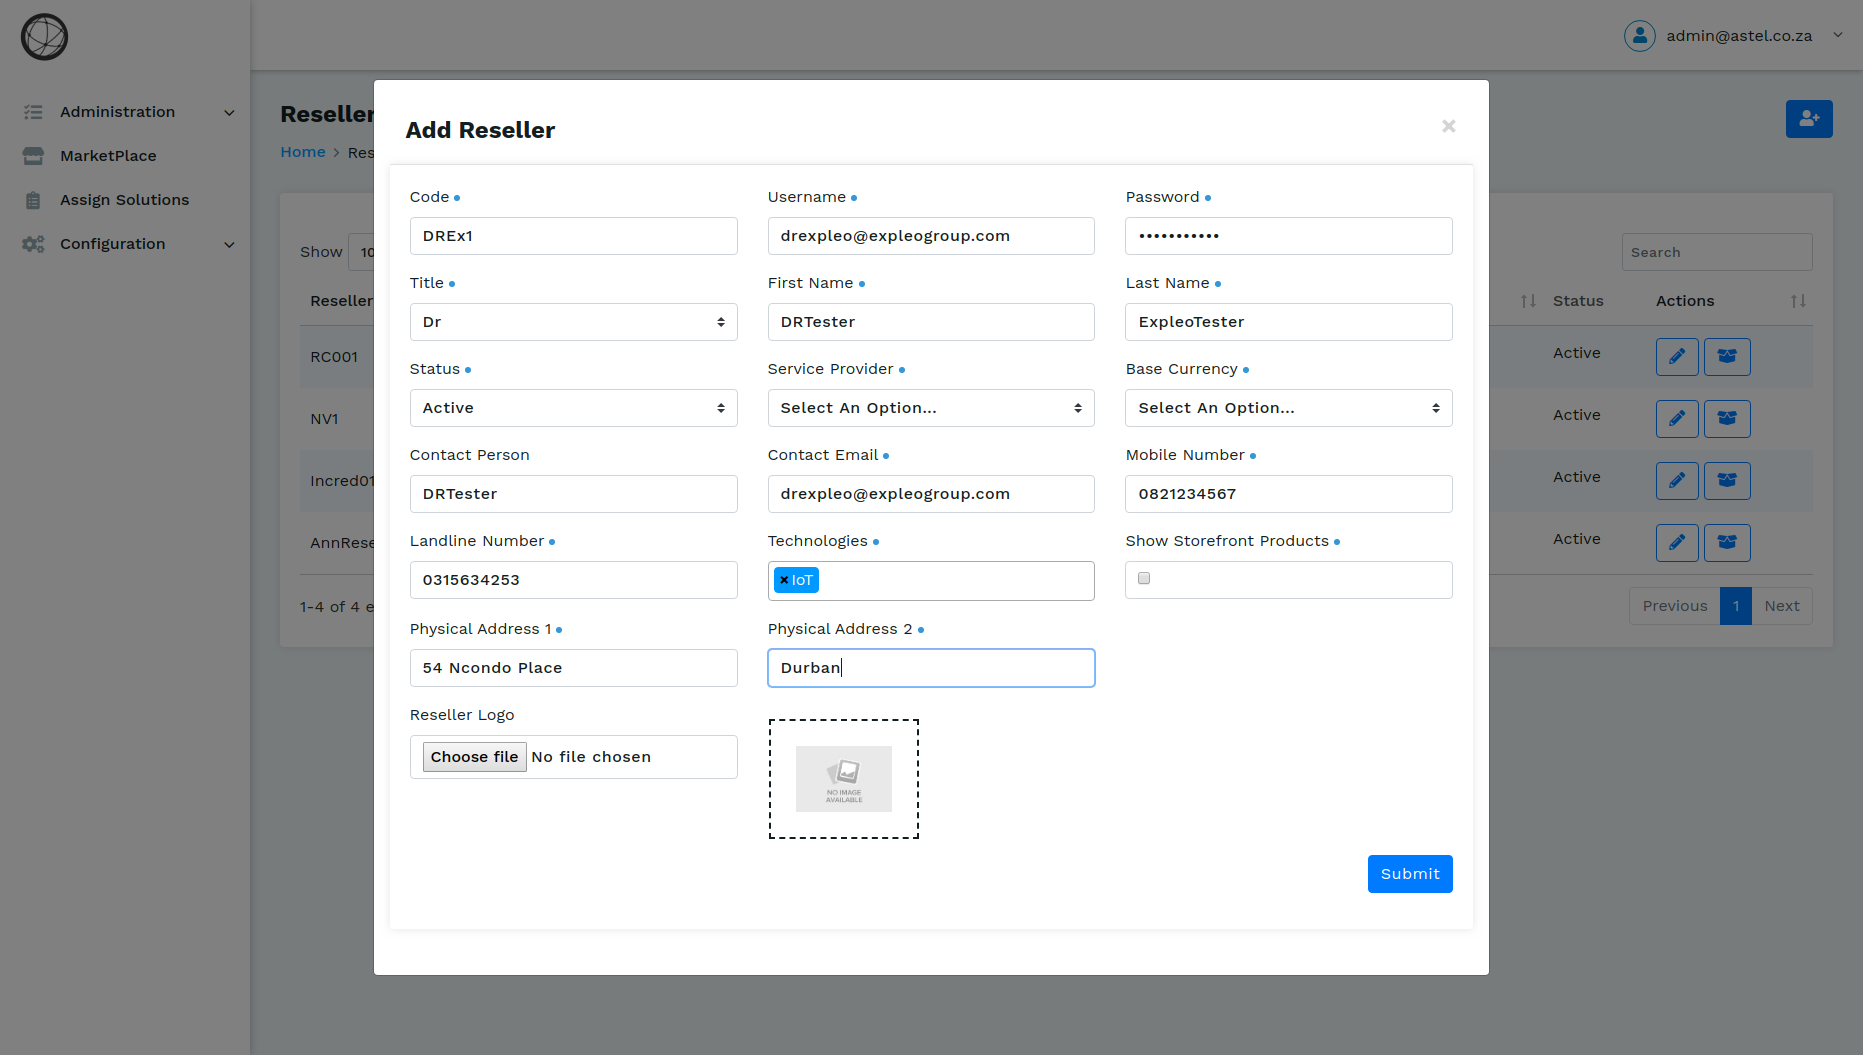 admin@astel.co.za
Administration
MarketPlace
Assign Solutions
Configuration
Reseller
Home > Res
Show 10
Search
Reseller
Status Actions
RC001 Active
NV1 Active
Incred01 Active
AnnRese Active
1-4 of 4 e
Previous 1 Next
Add Reseller ×
Code Username Password
DREx1 drexpleo@expleogroup.com •••••••••••
Title First Name Last Name
Dr DRTester ExpleoTester
Status Service Provider Base Currency
Active Select An Option... Select An Option...
Contact Person Contact Email Mobile Number
DRTester drexpleo@expleogroup.com 0821234567
Landline Number Technologies Show Storefront Products
0315634253 ×IoT
Physical Address 1 Physical Address 2
54 Ncondo Place Durban
Reseller Logo
Choose file No file chosen
NO IMAGE
AVAILABLE
Submit